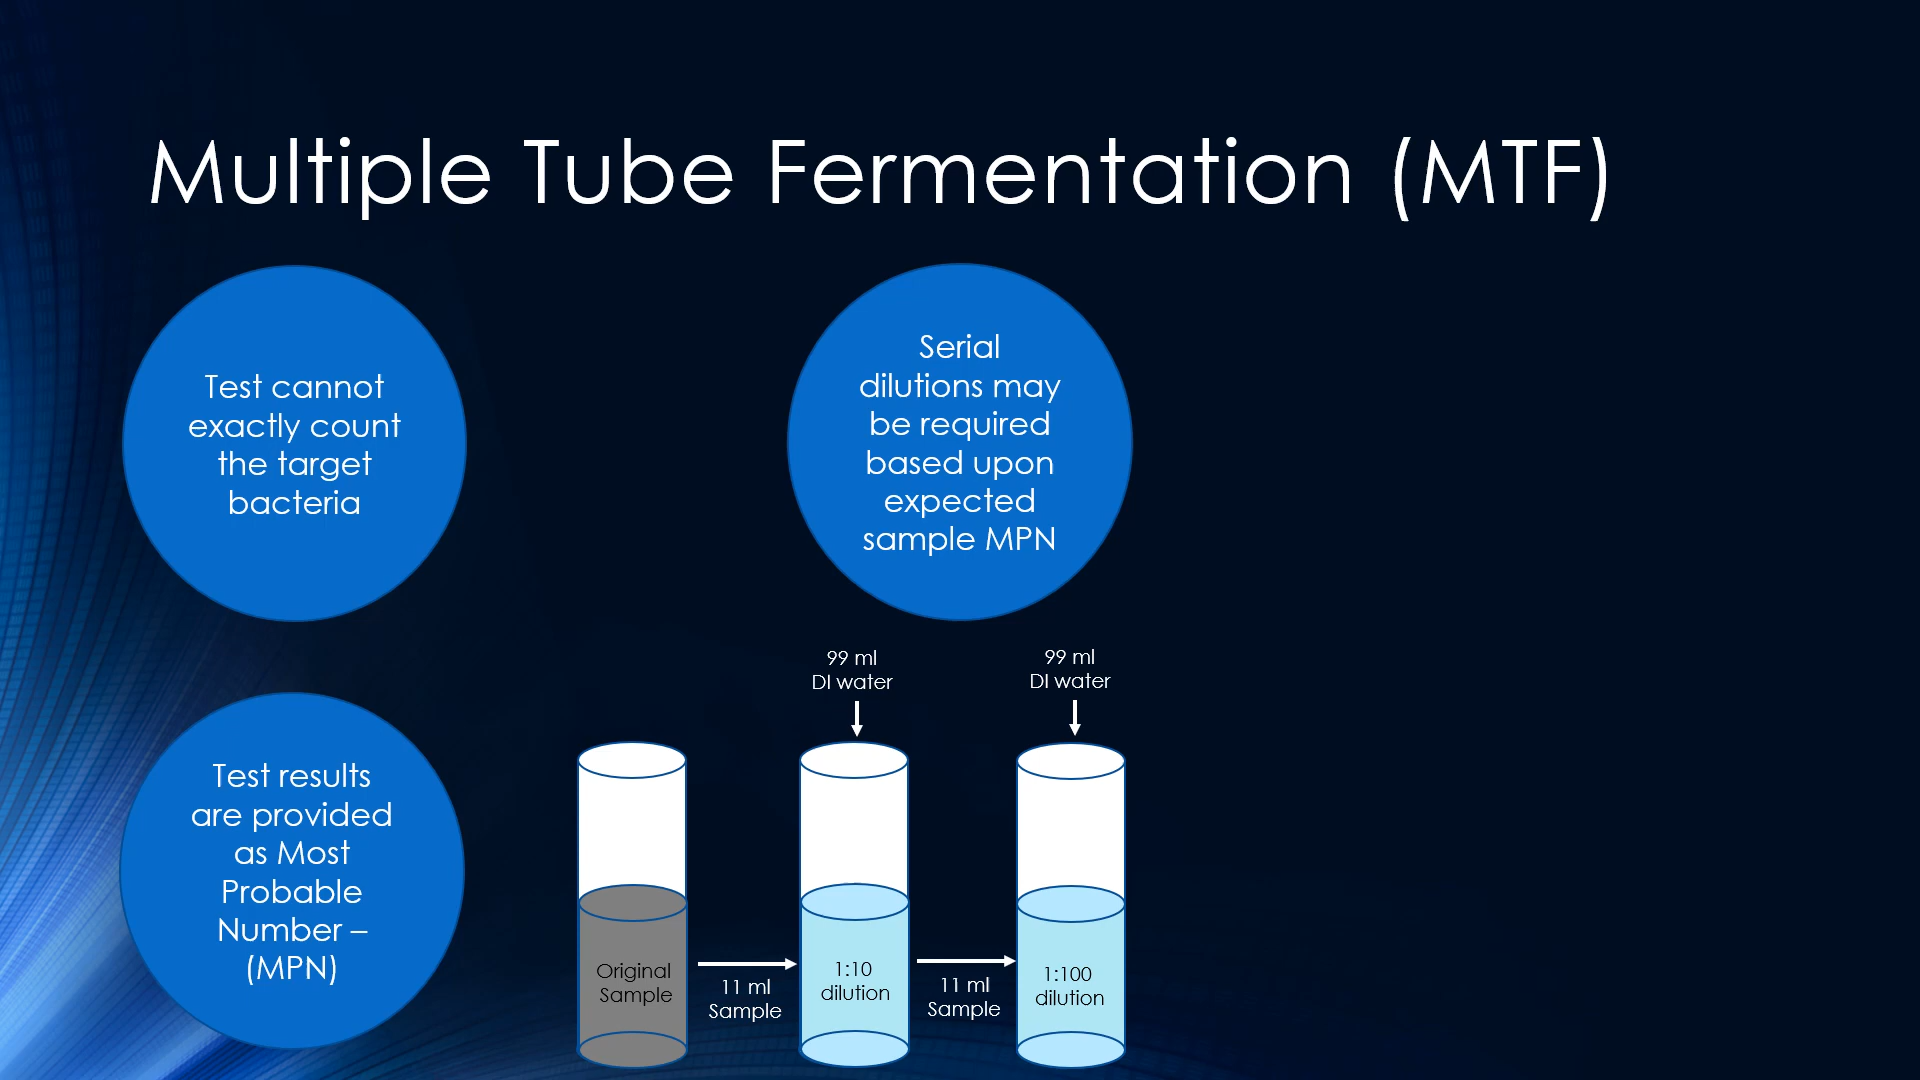 Multiple Tube Fermentation (MTF)
Test cannot
exactly count
the target
bacteria
Serial
dilutions may
be required
based upon
expected
sample MPN
Test results
are provided
as Most
Probable
Number –
(MPN)
99 ml
DI water
99 ml
DI water
Original
Sample
11 ml
Sample
1:10
dilution
11 ml
Sample
1:100
dilution